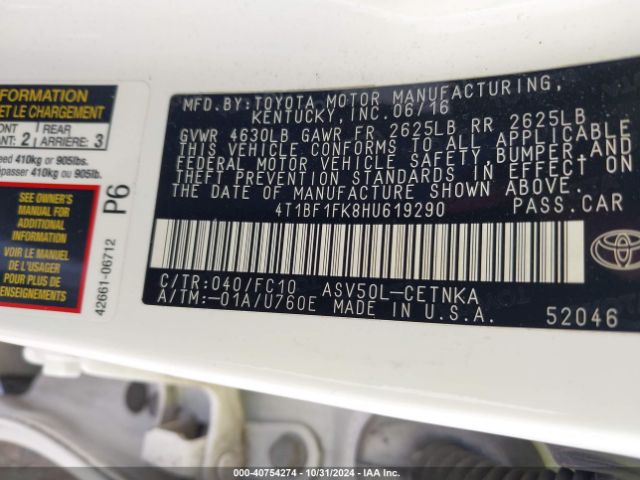 FORMATION
ET LE CHARGEMENT
ONT
ANT: 2
REAR
ARRIÈRE: 3
eed 410kg or 905lbs.
passer 410kg ou 905lb.
SEE OWNER'S
MANUAL FOR
ADDITIONAL
INFORMATION
VOIR LE MANUEL
DE L'USAGER
POUR PLUS DE
42661-06712
P6
MFD. BY: TOYOTA MOTOR MANUFACTURING,
KENTUCKY, INC. 06/16
GVWR 4630LB GAWR FR 2625LB RR 2625LB
THIS VEHICLE CONFORMS TO ALL APPLICABLE
FEDERAL MOTOR VEHICLE SAFETY, BUMPER, AND
THEFT PREVENTION STANDARDS IN EFFECT ON
THE DATE OF MANUFACTURE SHOWN ABOVE.
4T1BF1FK8HU619290 PASS.CAR
C/TR: 040/FC10 ASV50L-CETNKA
A/TM: -01A/U760E MADE IN U.S.A.
52046
TOYOTA
000-40754274 | 10/31/2024 | IAA Inc.